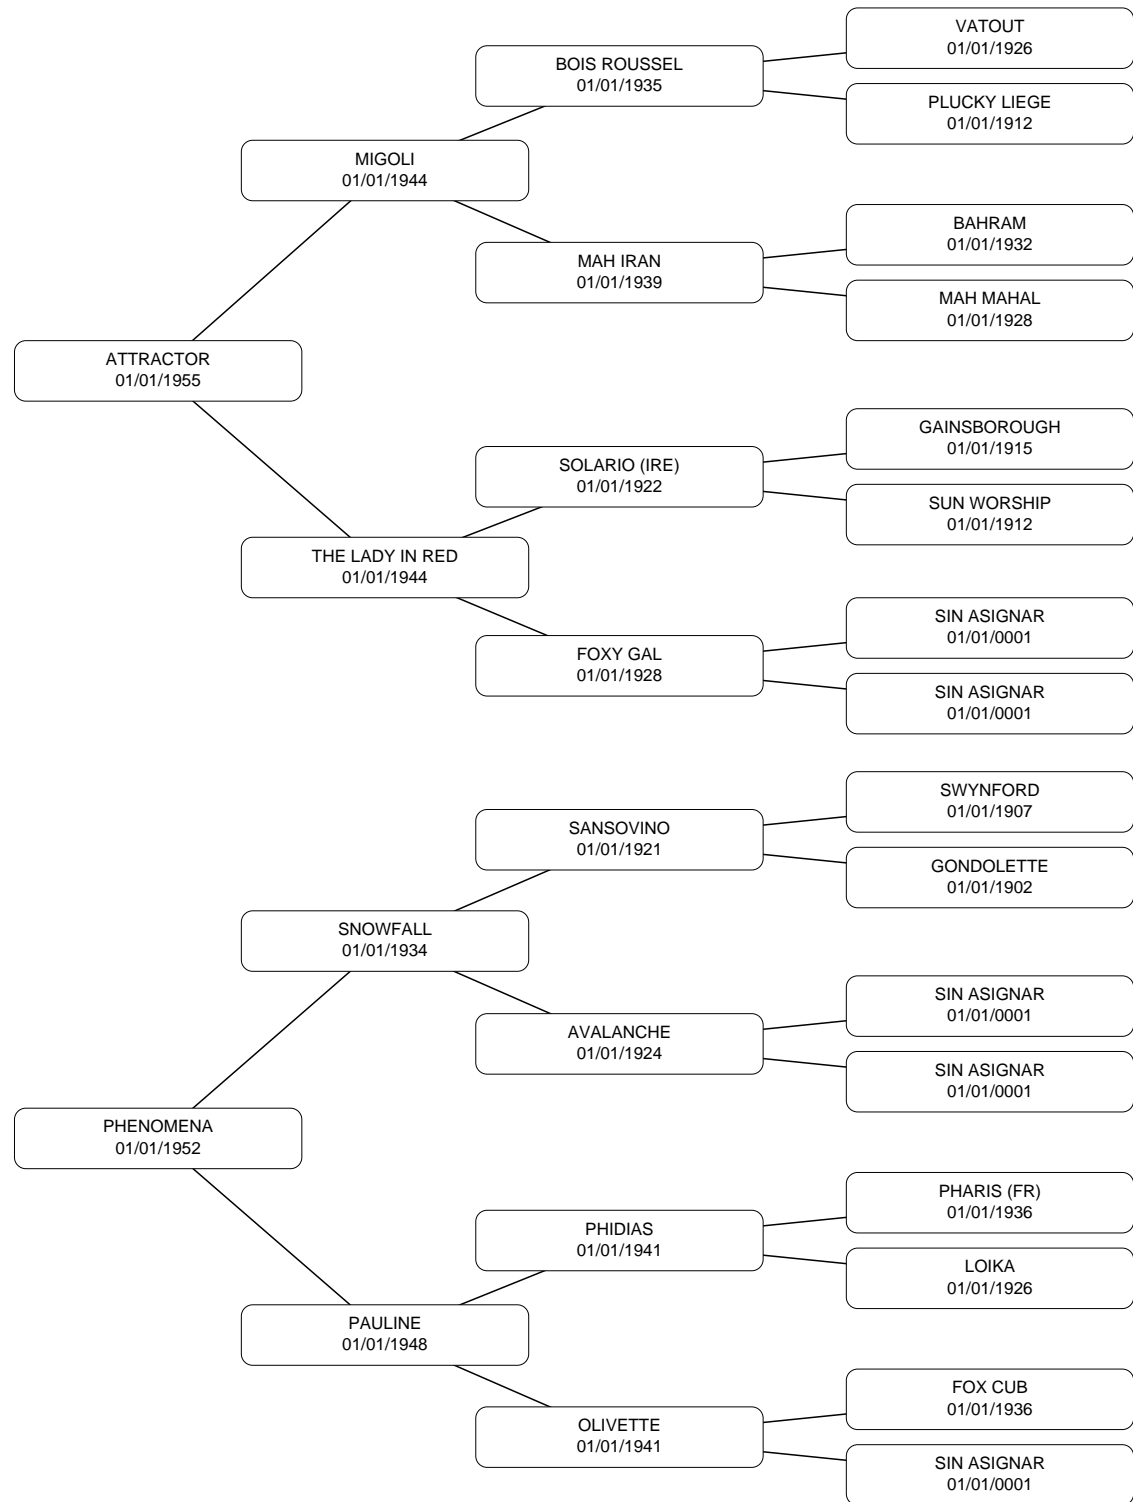 VATOUT
01/01/1926
BOIS ROUSSEL
01/01/1935
PLUCKY LIEGE
01/01/1912
MIGOLI
01/01/1944
BAHRAM
01/01/1932
MAH IRAN
01/01/1939
MAH MAHAL
01/01/1928
ATTRACTOR
01/01/1955
GAINSBOROUGH
01/01/1915
SOLARIO (IRE)
01/01/1922
SUN WORSHIP
01/01/1912
THE LADY IN RED
01/01/1944
SIN ASIGNAR
01/01/0001
FOXY GAL
01/01/1928
SIN ASIGNAR
01/01/0001
SWYNFORD
01/01/1907
SANSOVINO
01/01/1921
GONDOLETTE
01/01/1902
SNOWFALL
01/01/1934
SIN ASIGNAR
01/01/0001
AVALANCHE
01/01/1924
SIN ASIGNAR
01/01/0001
PHENOMENA
01/01/1952
PHARIS (FR)
01/01/1936
PHIDIAS
01/01/1941
LOIKA
01/01/1926
PAULINE
01/01/1948
FOX CUB
01/01/1936
OLIVETTE
01/01/1941
SIN ASIGNAR
01/01/0001